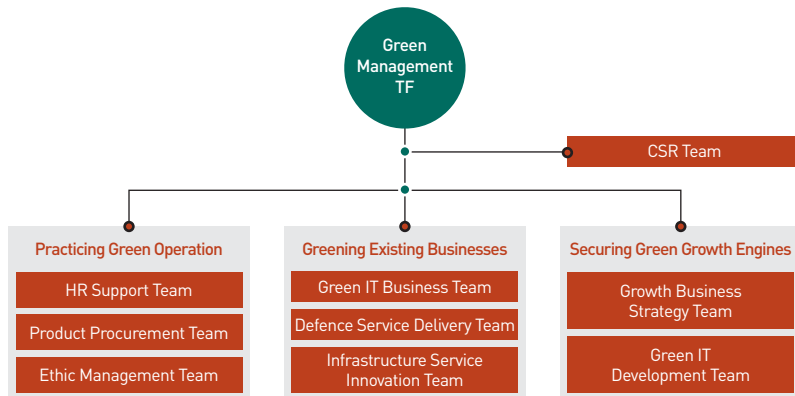 Green
Management
TF
CSR Team
Practicing Green Operation
HR Support Team
Product Procurement Team
Ethic Management Team
Greening Existing Businesses
Green IT Business Team
Defence Service Delivery Team
Infrastructure Service
Innovation Team
Securing Green Growth Engines
Growth Business
Strategy Team
Green IT
Development Team